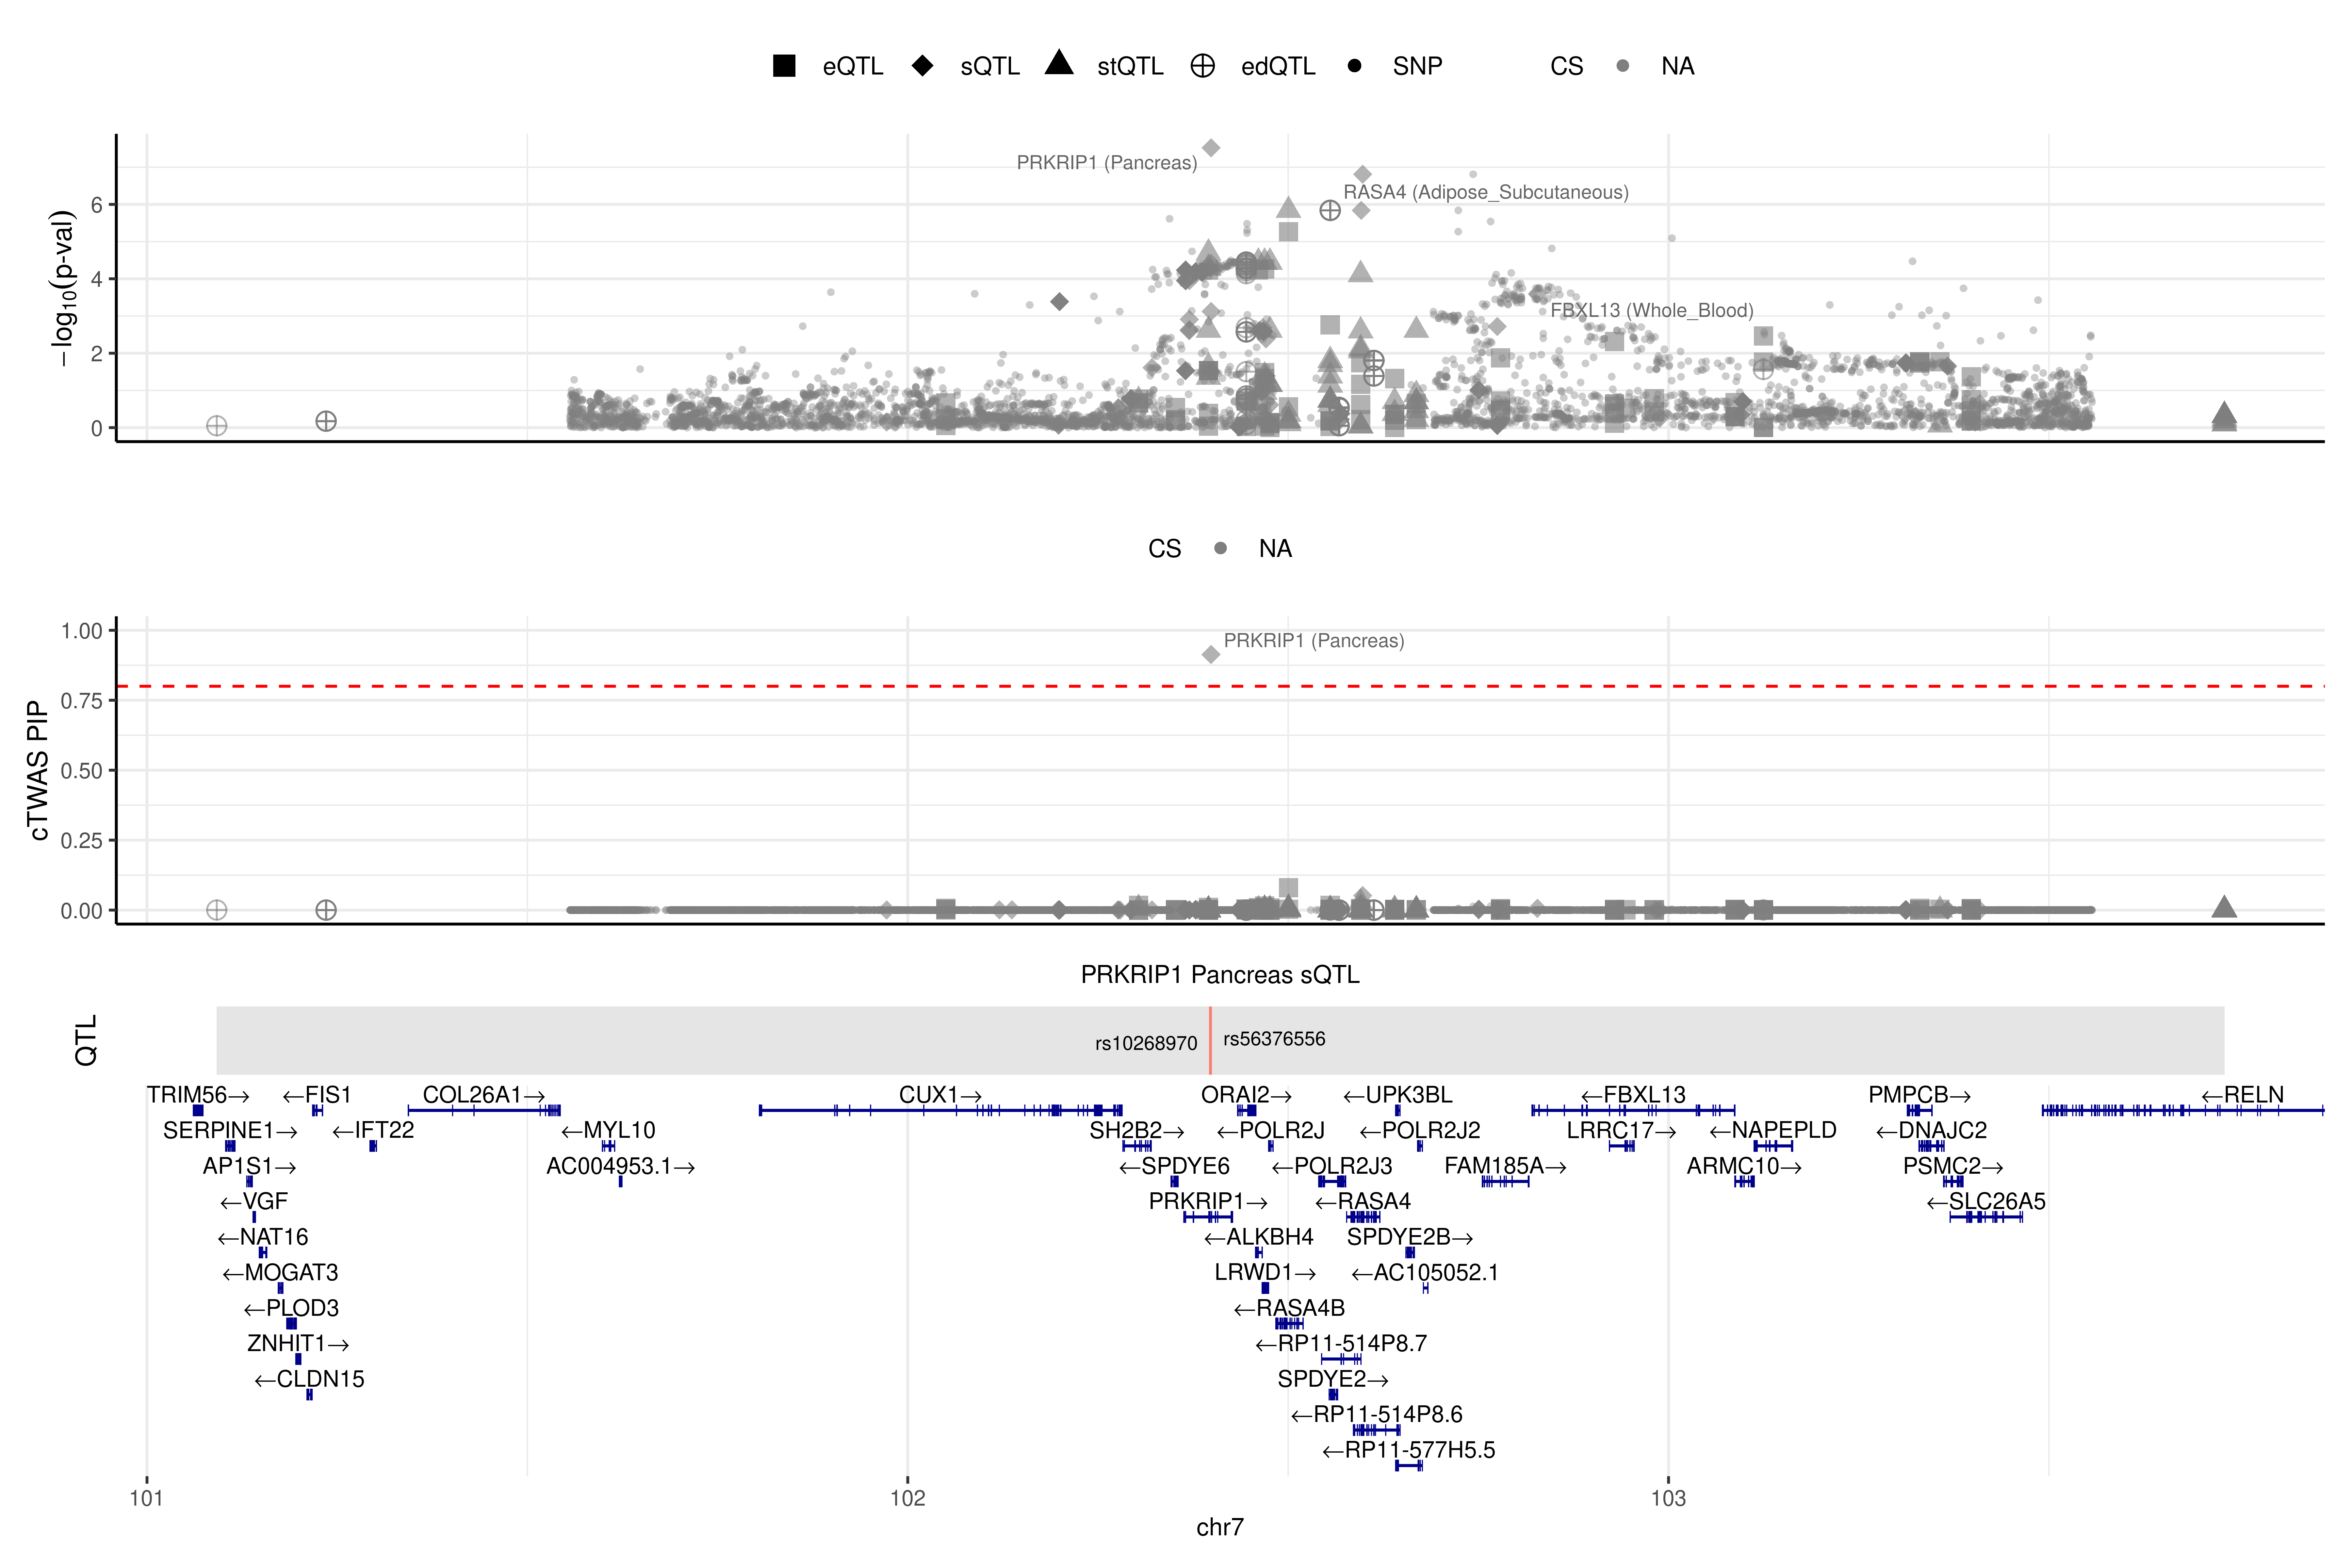 eQTL sQTL stQTL edQTL SNP CS NA
−log10(p-val)
6
4
2
0
PRKRIP1 (Pancreas)
RASA4 (Adipose_Subcutaneous)
FBXL13 (Whole_Blood)
CS NA
cTWAS PIP
1.00
0.75
0.50
0.25
0.00
PRKRIP1 (Pancreas)
PRKRIP1 Pancreas sQTL
QTL
rs10268970 rs56376556
TRIM56→ ←FIS1 COL26A1→ CUX1→ ORAI2→ ←UPK3BL ←FBXL13 PMPCB→ ←RELN
SERPINE1→ ←IFT22 ←MYL10 SH2B2→ ←POLR2J ←POLR2J2 LRRC17→ ←NAPEPLD ←DNAJC2
AP1S1→ AC004953.1→ ←SPDYE6 ←POLR2J3 FAM185A→ ARMC10→ PSMC2→
←VGF PRKRIP1→ ←RASA4 ←SLC26A5
←NAT16 ←ALKBH4 SPDYE2B→
←MOGAT3 LRWD1→ ←AC105052.1
←PLOD3 ←RASA4B
ZNHIT1→ ←RP11-514P8.7
←CLDN15 SPDYE2→
←RP11-514P8.6
←RP11-577H5.5
101 102 103
chr7